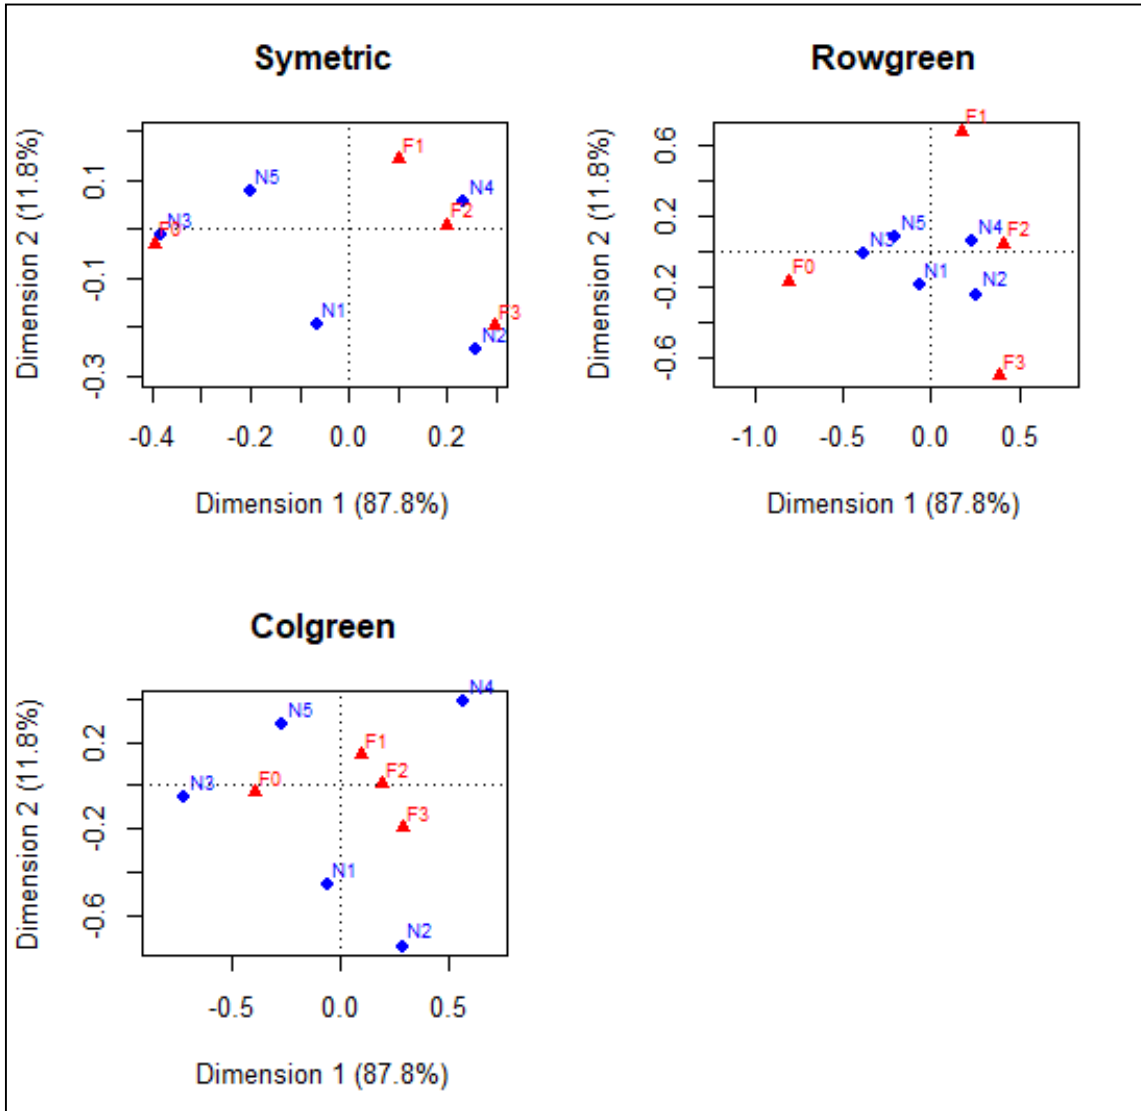 Symetric
Dimension 2 (11.8%)
0.1
-0.1
-0.3
N5
F1
N4
F2
N3
F0
N1
F3
N2
-0.4
-0.2
0.0
0.2
Dimension 1 (87.8%)
Rowgreen
Dimension 2 (11.8%)
0.6
0.2
-0.2
-0.6
F1
N5
N4
F2
N3
F0
N1
N2
F3
-1.0
-0.5
0.0
0.5
Dimension 1 (87.8%)
Colgreen
Dimension 2 (11.8%)
0.2
-0.2
-0.6
N4
N5
F1
N3
F0
F2
F3
N1
N2
-0.5
0.0
0.5
Dimension 1 (87.8%)